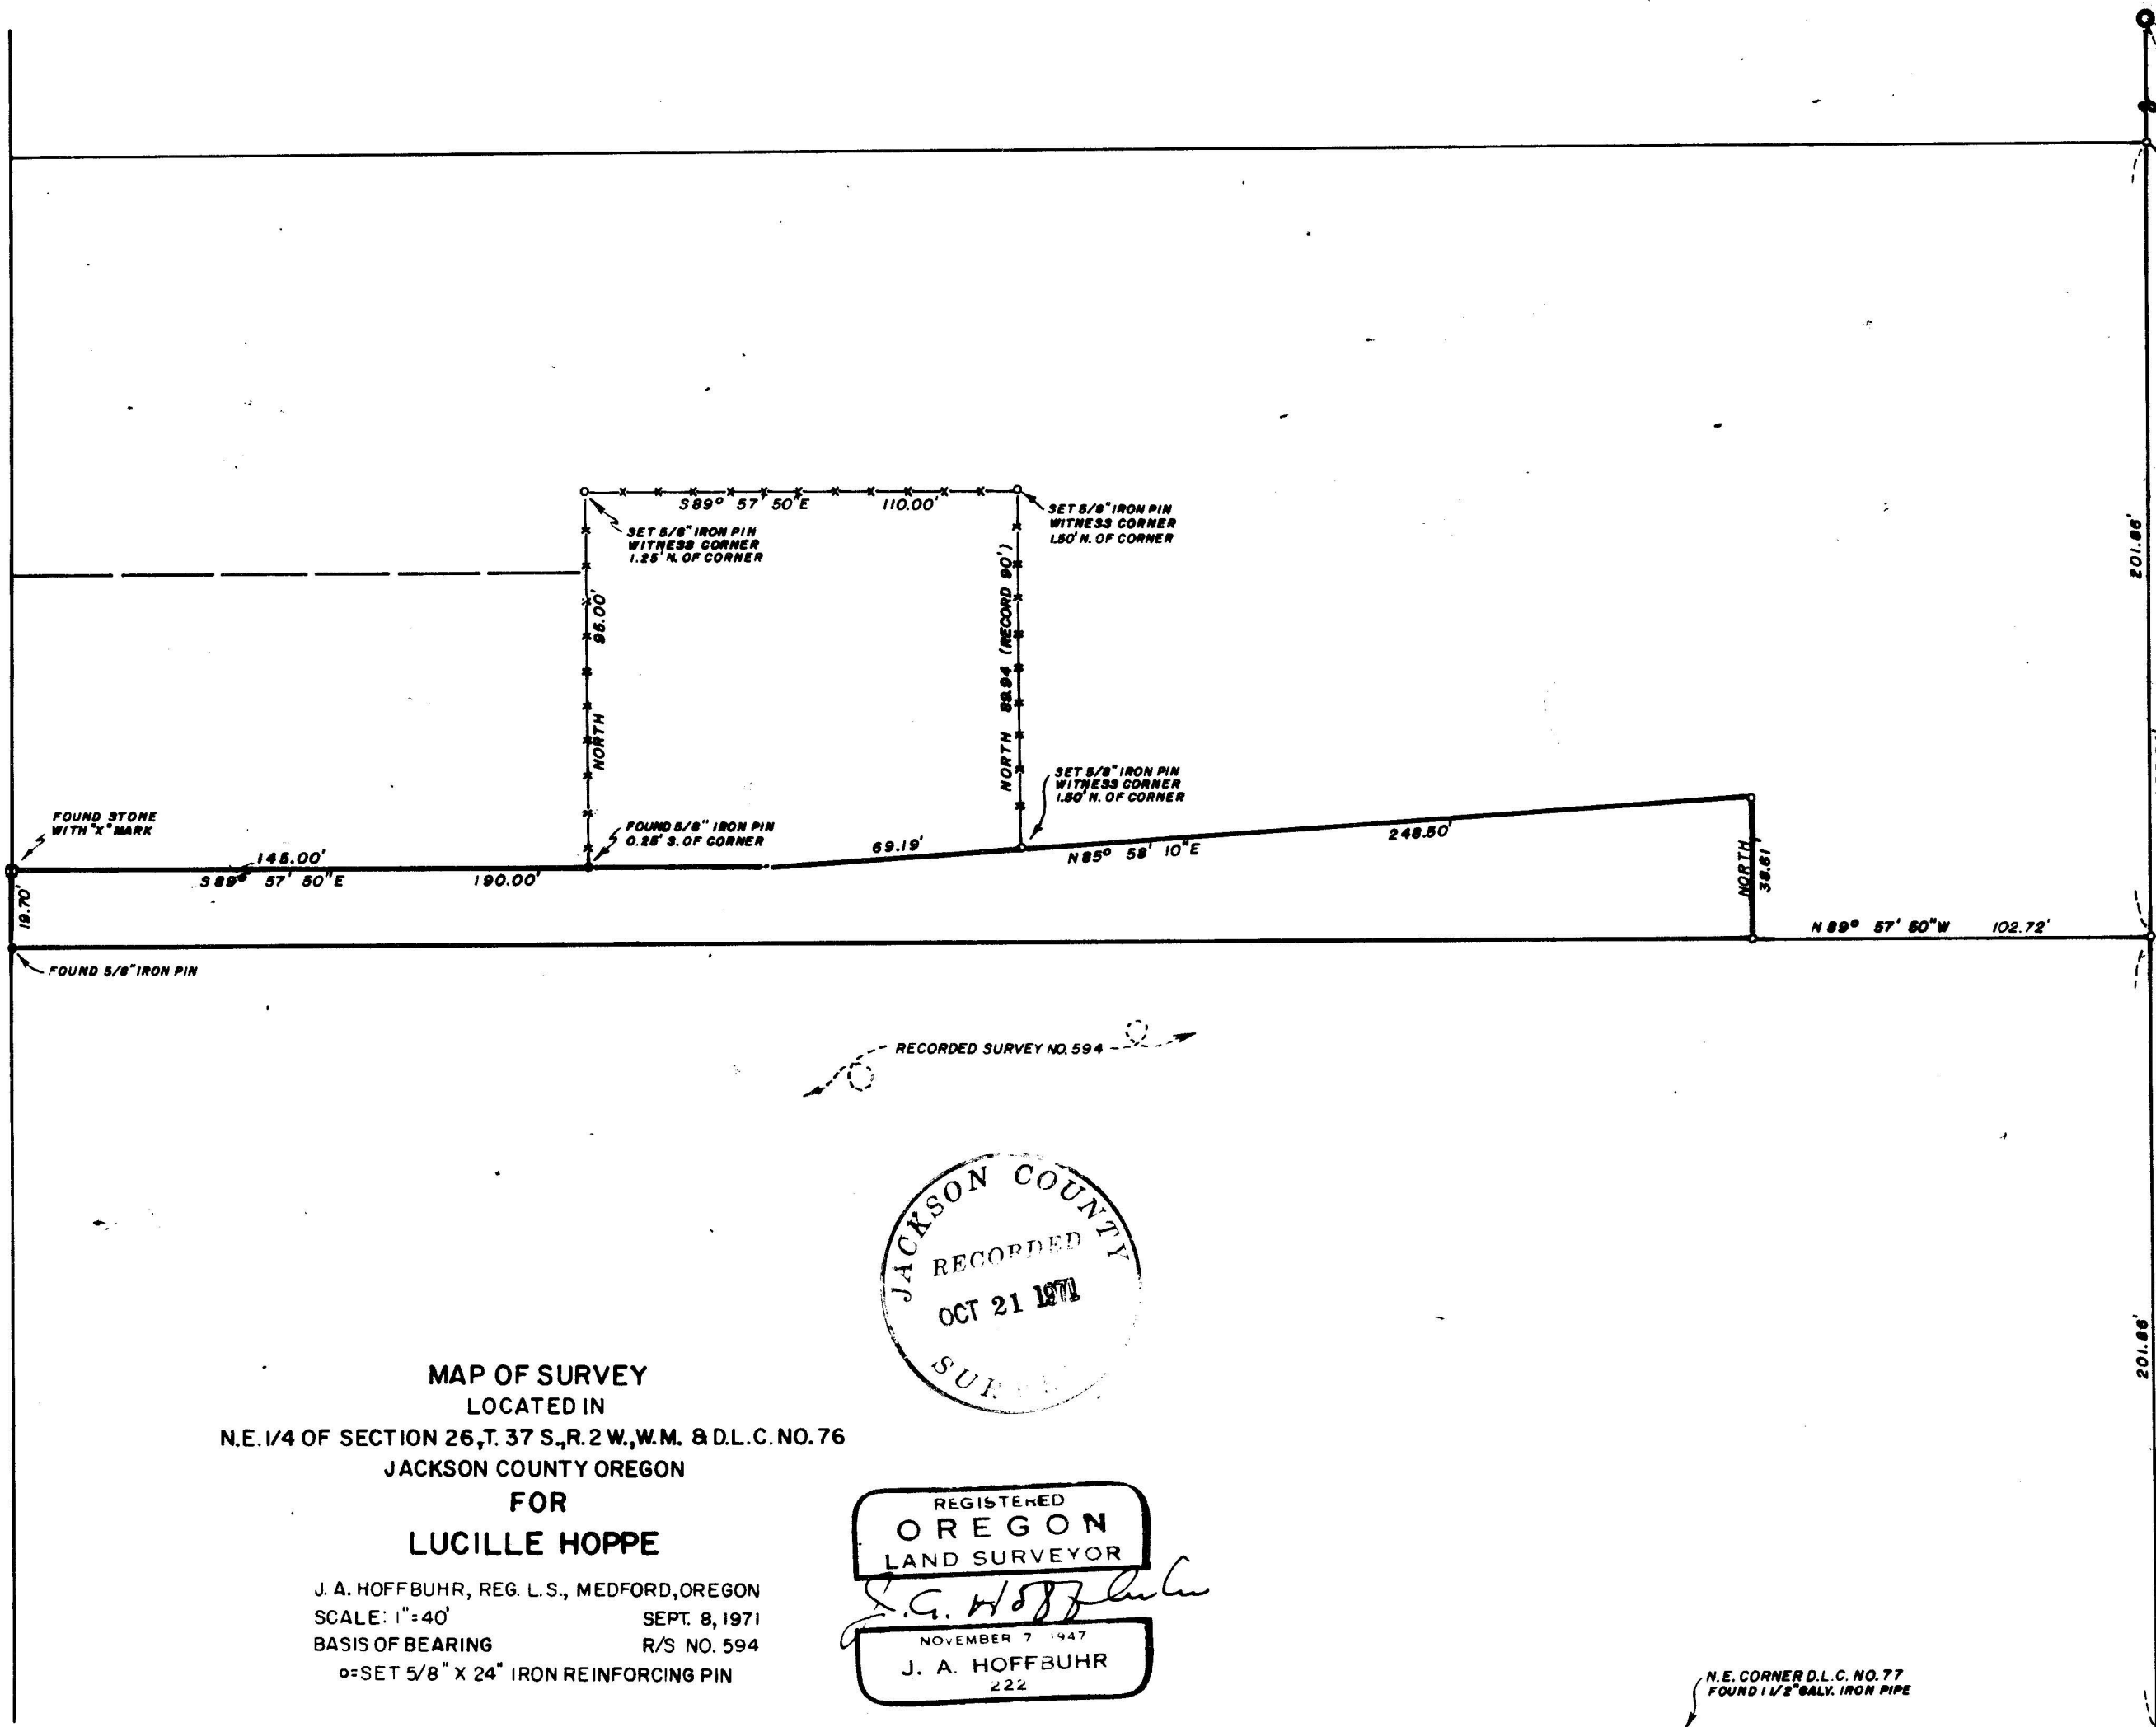 201.86'
S89° 57' 50"E 110.00'
SET 5/8" IRON PIN
WITNESS CORNER
1.25' N. OF CORNER
SET 5/8" IRON PIN
WITNESS CORNER
1.50' N. OF CORNER
NORTH 95.00'
NORTH 89.94 (RECORD 90')
SET 5/8" IRON PIN
WITNESS CORNER
1.50' N. OF CORNER
FOUND STONE
WITH "X" MARK
FOUND 5/8" IRON PIN
0.25' S. OF CORNER
145.00'
S89° 57' 50"E 190.00'
69.19'
N85° 58' 10"E
248.50'
NORTH
38.61'
19.70'
N 89° 57' 50"W 102.72'
FOUND 5/8" IRON PIN
RECORDED SURVEY NO. 594
JACKSON COUNTY
RECORDED
OCT 21 1971
201.86'
MAP OF SURVEY
LOCATED IN
N.E. 1/4 OF SECTION 26, T. 37 S., R. 2 W., W.M. & D.L.C. NO. 76
JACKSON COUNTY OREGON
FOR
LUCILLE HOPPE
J. A. HOFFBUHR, REG. L.S., MEDFORD, OREGON
SCALE: 1"=40' SEPT. 8, 1971
BASIS OF BEARING R/S NO. 594
o=SET 5/8" X 24" IRON REINFORCING PIN
REGISTERED
OREGON
LAND SURVEYOR
J.A. Hoffbuhr
NOVEMBER 7 1947
J. A. HOFFBUHR
222
N.E. CORNER D.L.C. NO. 77
FOUND 1 1/2" GALV. IRON PIPE